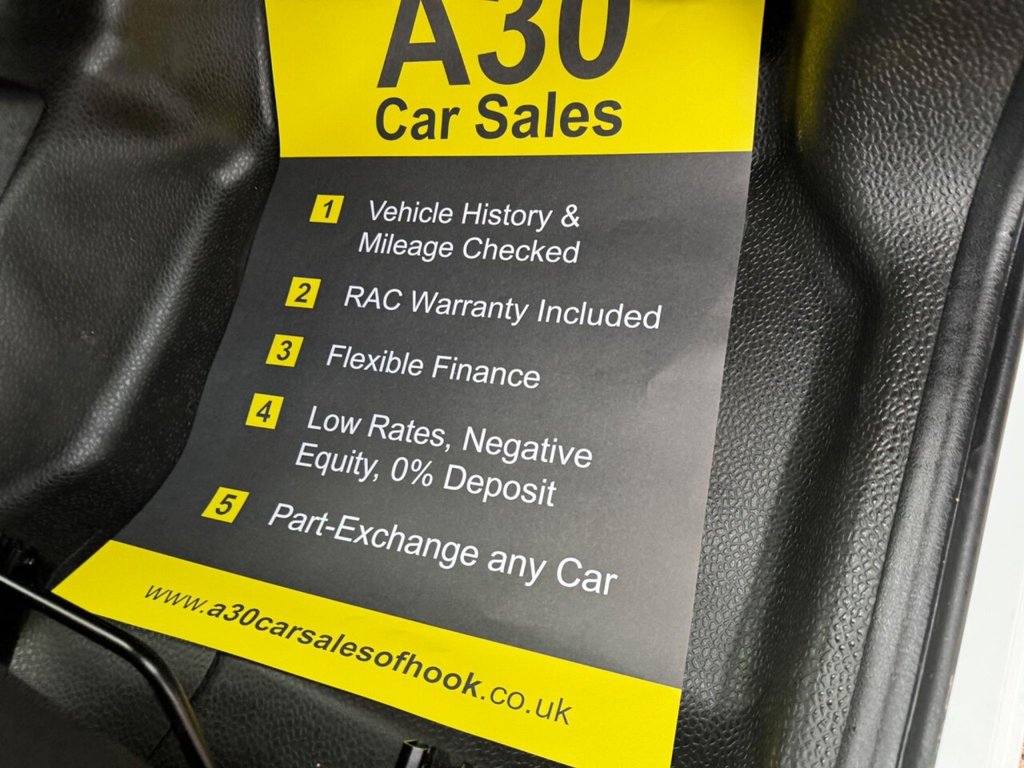 A30
Car Sales
1 Vehicle History &
Mileage Checked
2 RAC Warranty Included
3 Flexible Finance
4 Low Rates, Negative
Equity, 0% Deposit
5 Part-Exchange any Car
www.a30carsalesofhook.co.uk